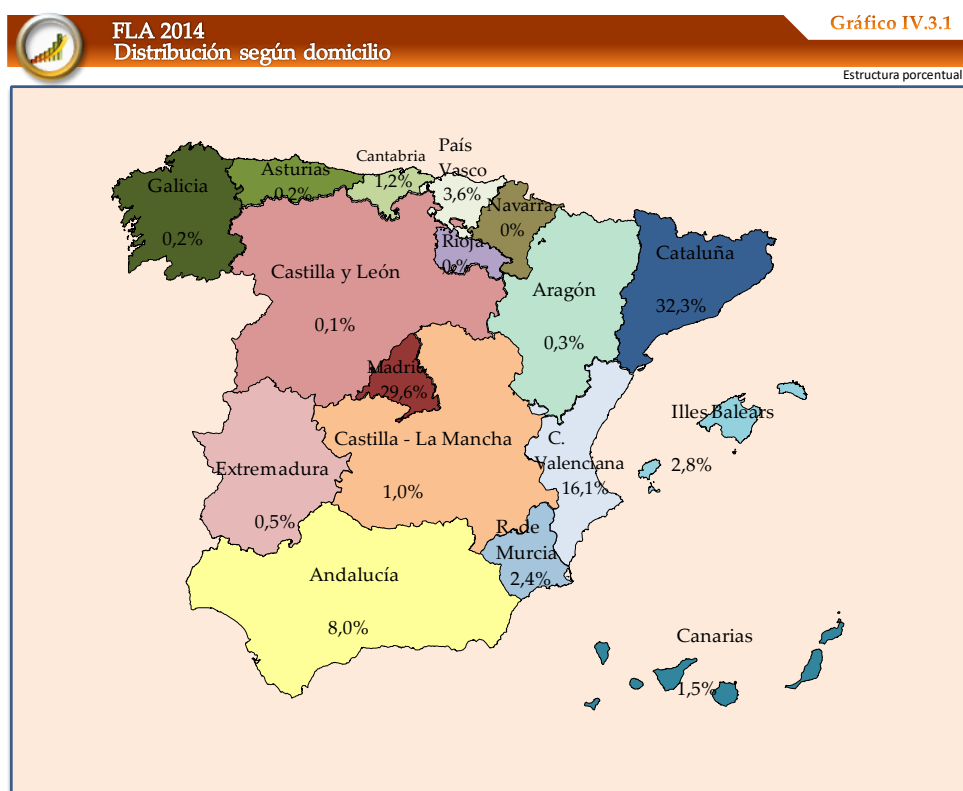 Gráfico IV.3.1
FLA 2014
Distribución según domicilio
Estructura porcentual
País
Vasco
3,6%
Cantabria
1,2%
Asturias
0,2%
Galicia
0,2%
Navarra
0%
Rioja
0%
Castilla y León
0,1%
Aragón
0,3%
Cataluña
32,3%
Madrid
29,6%
Castilla - La Mancha
1,0%
C.
Valenciana
16,1%
Illes Balears
2,8%
Extremadura
0,5%
R. de
Murcia
2,4%
Andalucía
8,0%
Canarias
1,5%